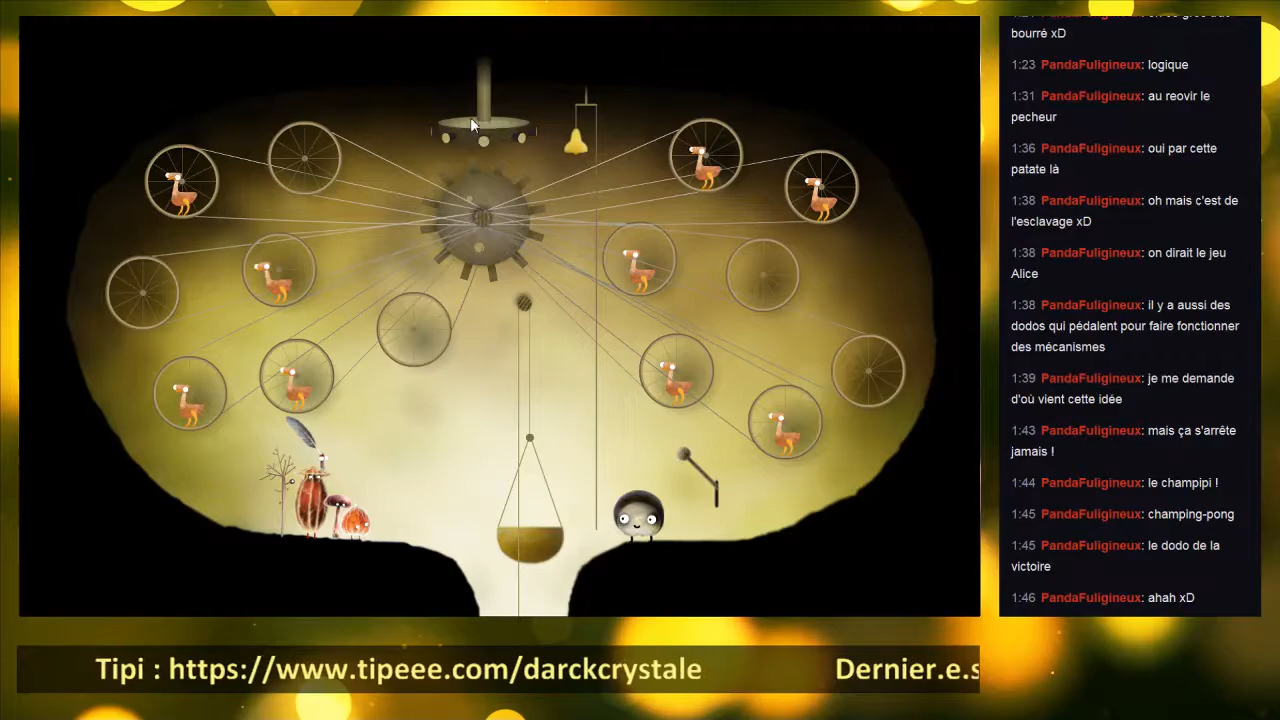 bourré xD
1:23 PandaFuligineux: logique
1:31 PandaFuligineux: au reovir le
pecheur
1:36 PandaFuligineux: oui par cette
patate là
1:38 PandaFuligineux: oh mais c'est de
l'esclavage xD
1:38 PandaFuligineux: on dirait le jeu
Alice
1:38 PandaFuligineux: il y a aussi des
dodos qui pédalent pour faire fonctionner
des mécanismes
1:39 PandaFuligineux: je me demande
d'où vient cette idée
1:43 PandaFuligineux: mais ça s'arrête
jamais !
1:44 PandaFuligineux: le champipi !
1:45 PandaFuligineux: champing-pong
1:45 PandaFuligineux: le dodo de la
victoire
1:46 PandaFuligineux: ahah xD
Tipi : https://www.tipeee.com/darckcrystale Dernier.e.s